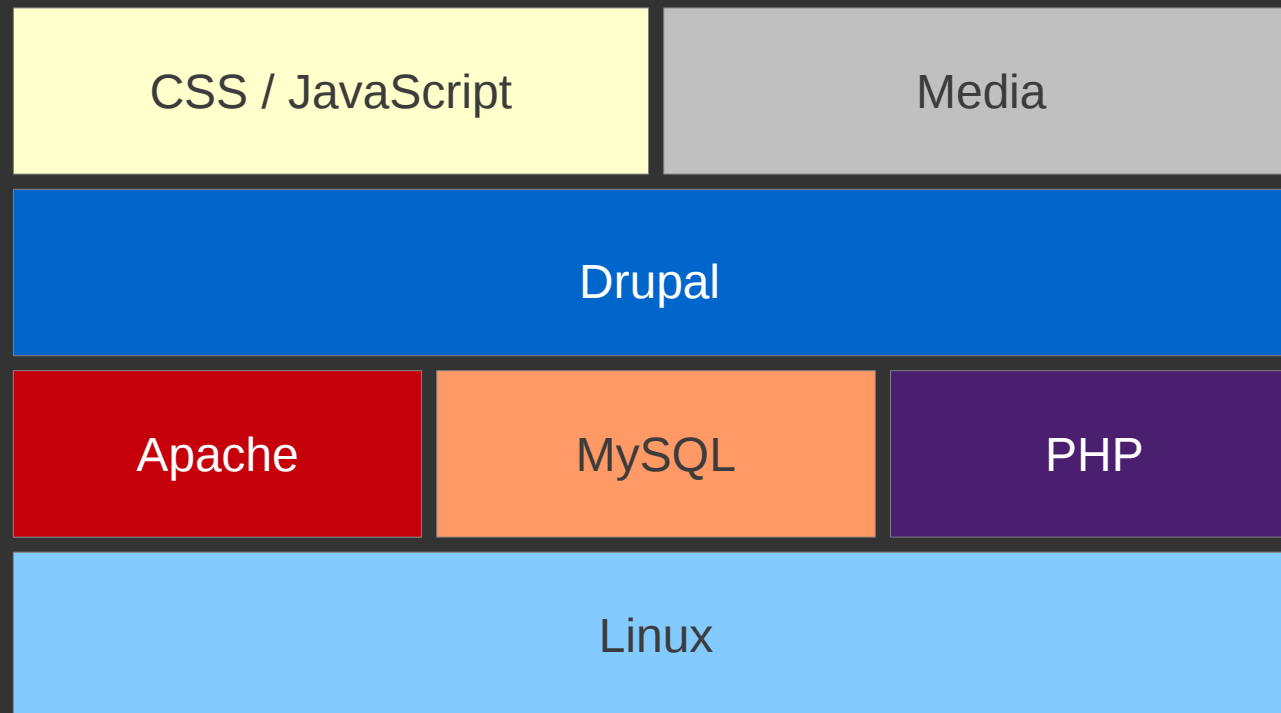 CSS / JavaScript
Media
Drupal
Apache
MySQL
PHP
Linux